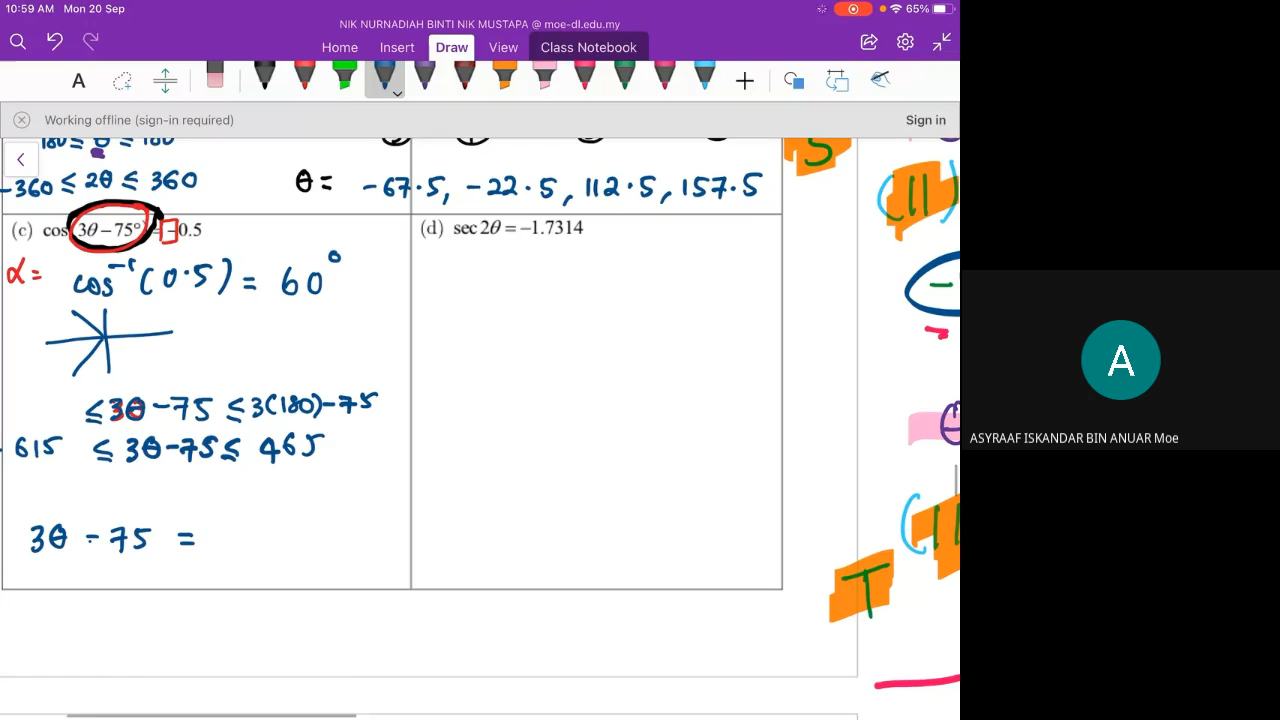 10:59 AM Mon 20 Sep
65%
NIK NURNADIAH BINTI NIK MUSTAPA @ moe-dl.edu.my
Home Insert Draw View Class Notebook
A
Working offline (sign-in required) Sign in
180 ≤ θ ≤ 180
-360 ≤ 2θ ≤ 360
θ = -67.5, -22.5, 112.5, 157.5
S
(11)
(c) cos(3θ – 75°) = –0.5
(d) sec 2θ = –1.7314
α = cos⁻¹(0.5) = 60°
≤ 3θ - 75 ≤ 3(180) - 75
- 615 ≤ 3θ - 75 ≤ 465
3θ - 75 =
θ
T
A
ASYRAAF ISKANDAR BIN ANUAR Moe